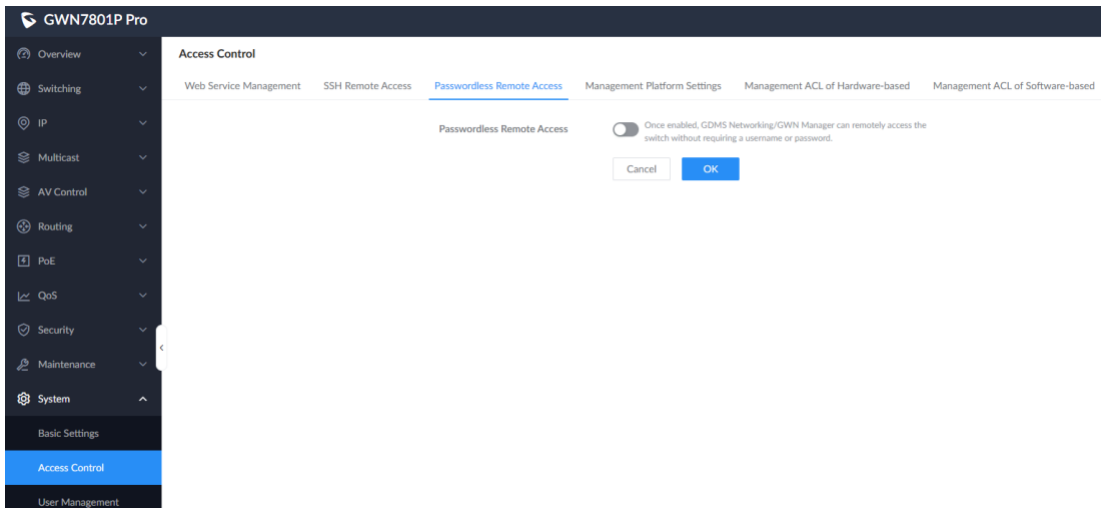 GWN7801P Pro
Overview
Switching
IP
Multicast
AV Control
Routing
PoE
QoS
Security
Maintenance
System
Basic Settings
Access Control
User Management
Access Control
Web Service Management
SSH Remote Access
Passwordless Remote Access
Management Platform Settings
Management ACL of Hardware-based
Management ACL of Software-based
Passwordless Remote Access
Once enabled, GDMS Networking/GWN Manager can remotely access the
switch without requiring a username or password.
Cancel
OK